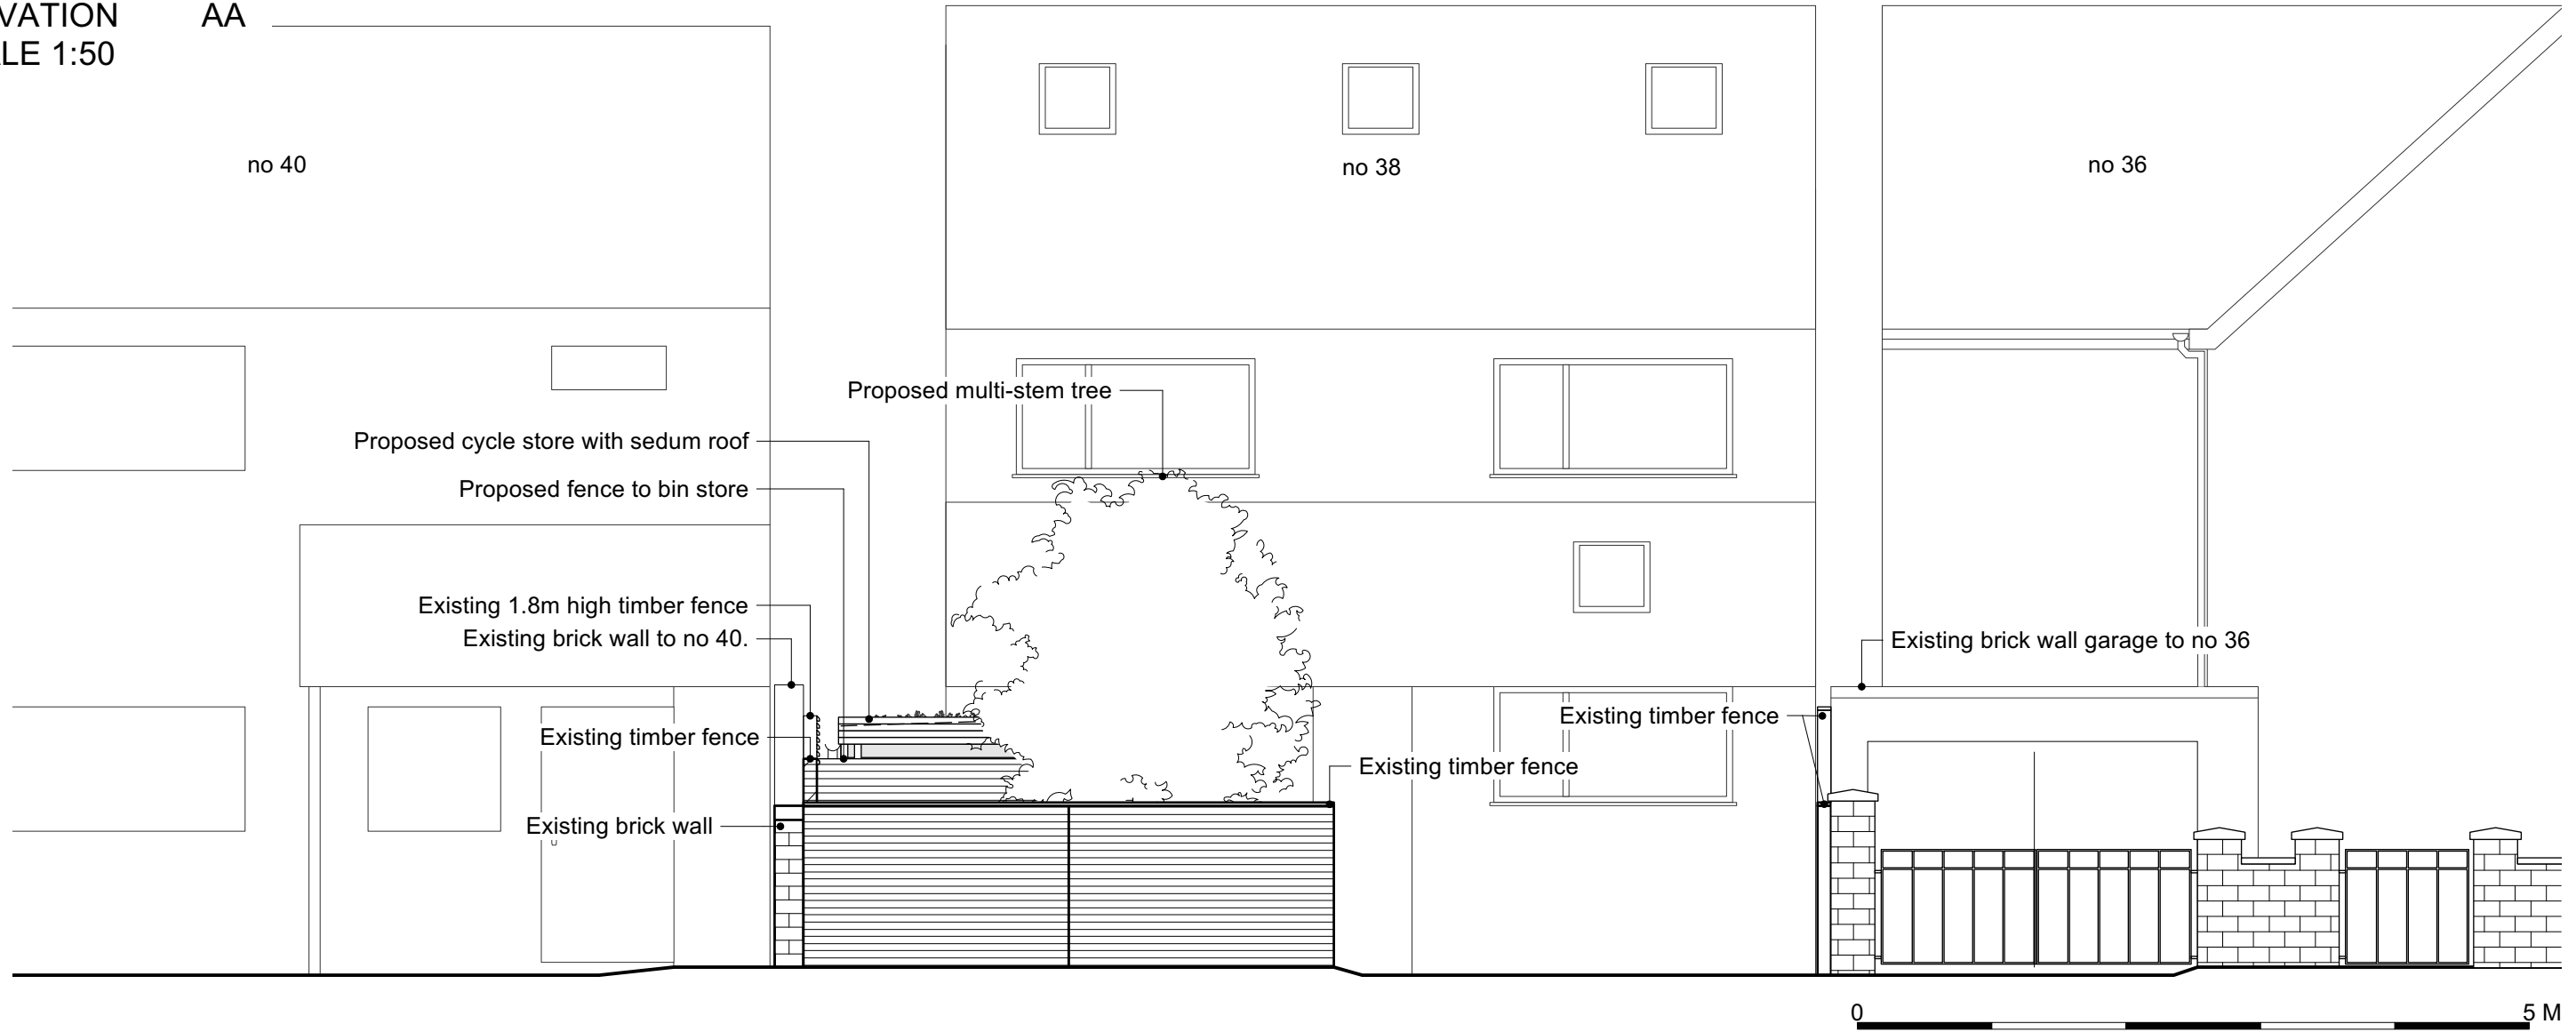 VATION AA
LE 1:50
no 40
no 38
no 36
Proposed multi-stem tree
Proposed cycle store with sedum roof
Proposed fence to bin store
Existing 1.8m high timber fence
Existing brick wall to no 40.
Existing brick wall garage to no 36
Existing timber fence
Existing timber fence
Existing timber fence
Existing brick wall
0 5 M